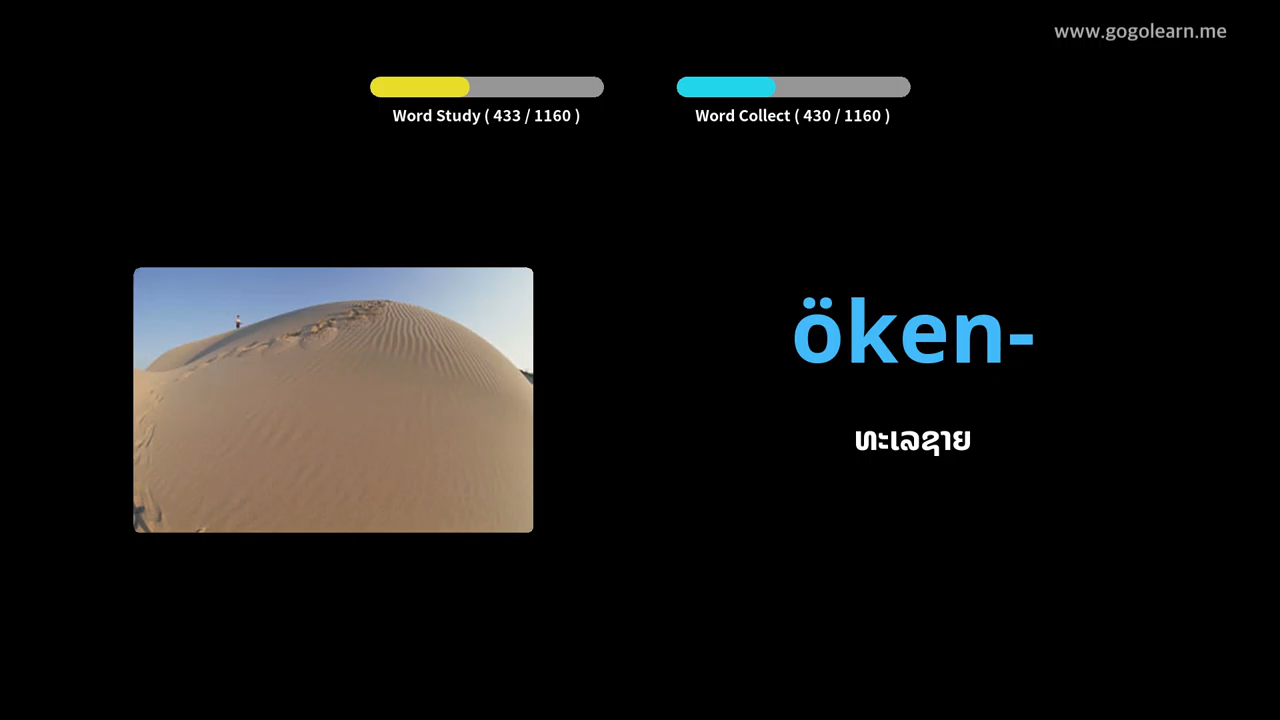 www.gogolearn.me
Word Study ( 433 / 1160 )
Word Collect ( 430 / 1160 )
öken-
ທະເລຊາຍ